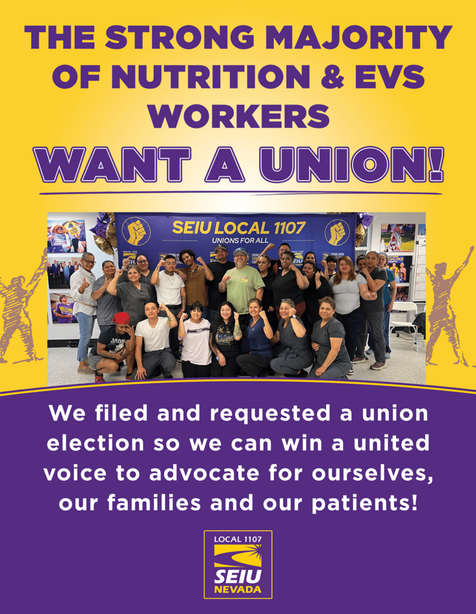 THE STRONG MAJORITY
OF NUTRITION & EVS
WORKERS
WANT A UNION!
SEIU LOCAL 1107
UNIONS FOR ALL
We filed and requested a union
election so we can win a united
voice to advocate for ourselves,
our families and our patients!
LOCAL 1107
SEIU
NEVADA